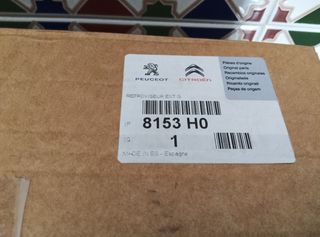 PEUGEOT
CITROËN
Pièces d'origine
Original parts
Recambios originales
Originalteile
Ricambi originali
Peças de origem
RETROVISEUR EXT G
8153 H0
1
MADE IN ES - Espagne